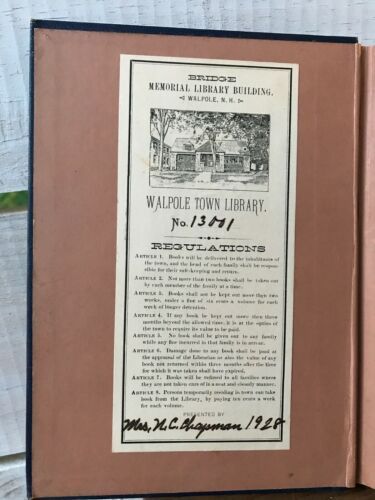 BRIDGE
MEMORIAL LIBRARY BUILDING,
WALPOLE, N. H.
WALPOLE TOWN LIBRARY.
No. 13001
REGULATIONS
ARTICLE 1. Books will be delivered to the inhabitants of
the town, and the head of each family shall be respon-
sible for their safe-keeping and return.
ARTICLE 2. Not more than two books shall be taken out
by each member of the family at a time.
ARTICLE 3. Books shall not be kept out more than two
weeks, under a fine of six cents a volume for each
week of longer detention.
ARTICLE 4. If any book be kept out more then three
months beyond the allowed time, it is at the option of
the town to require its value to be paid.
ARTICLE 5. No book shall be given out to any family
while any fine incurred in that family is in arrear.
ARTICLE 6. Damage done to any book shall be paid at
the appraisal of the Librarian or also the value of any
book not returned within three months after the time
for which it was taken shall have expired.
ARTICLE 7. Books will be refused to all families where
they are not taken care of in a neat and cleanly manner.
ARTICLE 8. Persons temporarily residing in town can take
book from the Library, by paying ten cents a week
for each volume.
PRESENTED BY
Mrs. N. C. Chapman 1928